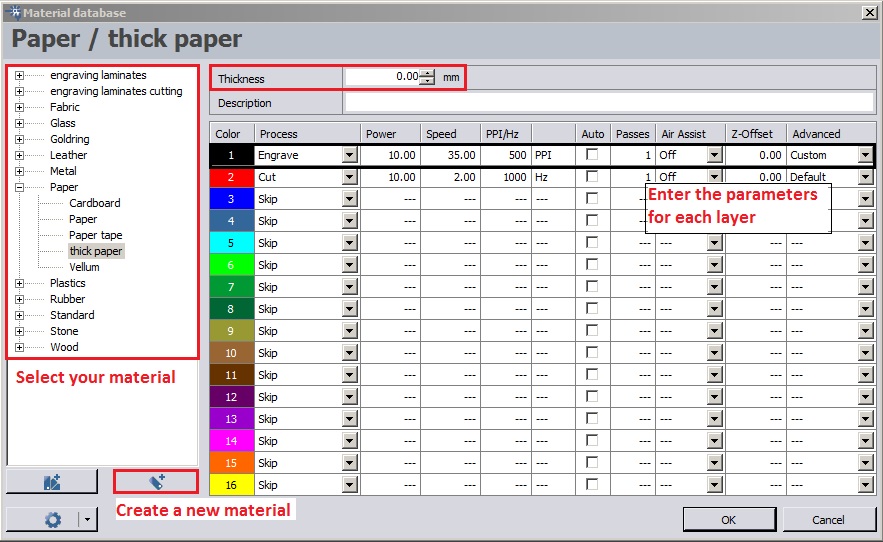 Material database
Paper / thick paper
engraving laminates
engraving laminates cutting
Fabric
Glass
Goldring
Leather
Metal
Paper
Cardboard
Paper
Paper tape
thick paper
Vellum
Plastics
Rubber
Standard
Stone
Wood
Select your material
Create a new material
Thickness 0.00 mm
Description
Color Process Power Speed PPI/Hz Auto Passes Air Assist Z-Offset Advanced
1 Engrave 10.00 35.00 500 PPI 1 Off 0.00 Custom
2 Cut 10.00 2.00 1000 Hz 1 Off 0.00 Default
Enter the parameters
for each layer
3 Skip --- --- --- --- ---
4 Skip --- --- --- --- ---
5 Skip --- --- --- --- --- --- --- ---
6 Skip --- --- --- --- --- --- --- ---
7 Skip --- --- --- --- --- --- --- ---
8 Skip --- --- --- --- --- --- --- ---
9 Skip --- --- --- --- --- --- --- ---
10 Skip --- --- --- --- --- --- --- ---
11 Skip --- --- --- --- --- --- --- ---
12 Skip --- --- --- --- --- --- --- ---
13 Skip --- --- --- --- --- --- --- ---
14 Skip --- --- --- --- --- --- --- ---
15 Skip --- --- --- --- --- --- --- ---
16 Skip --- --- --- --- --- --- --- ---
OK Cancel